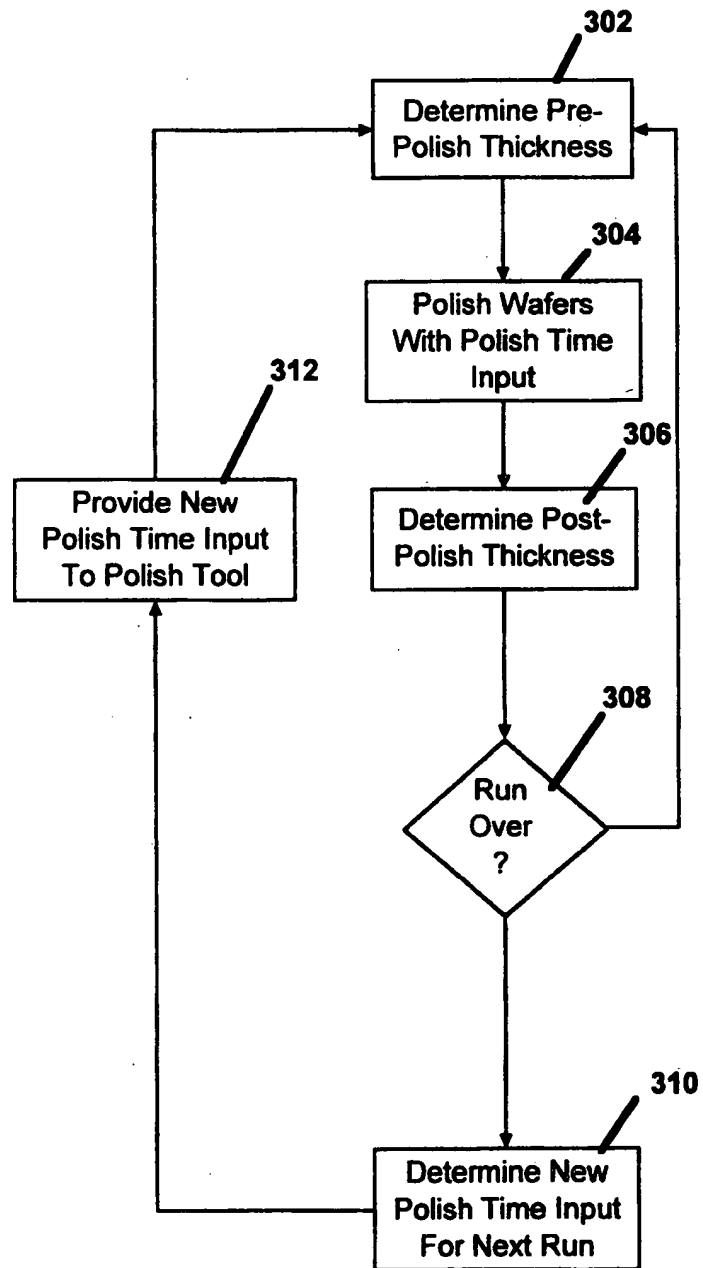 302
Determine Pre-
Polish Thickness
304
Polish Wafers
With Polish Time
Input
312
306
Provide New
Polish Time Input
To Polish Tool
Determine Post-
Polish Thickness
308
Run
Over
?
310
Determine New
Polish Time Input
For Next Run